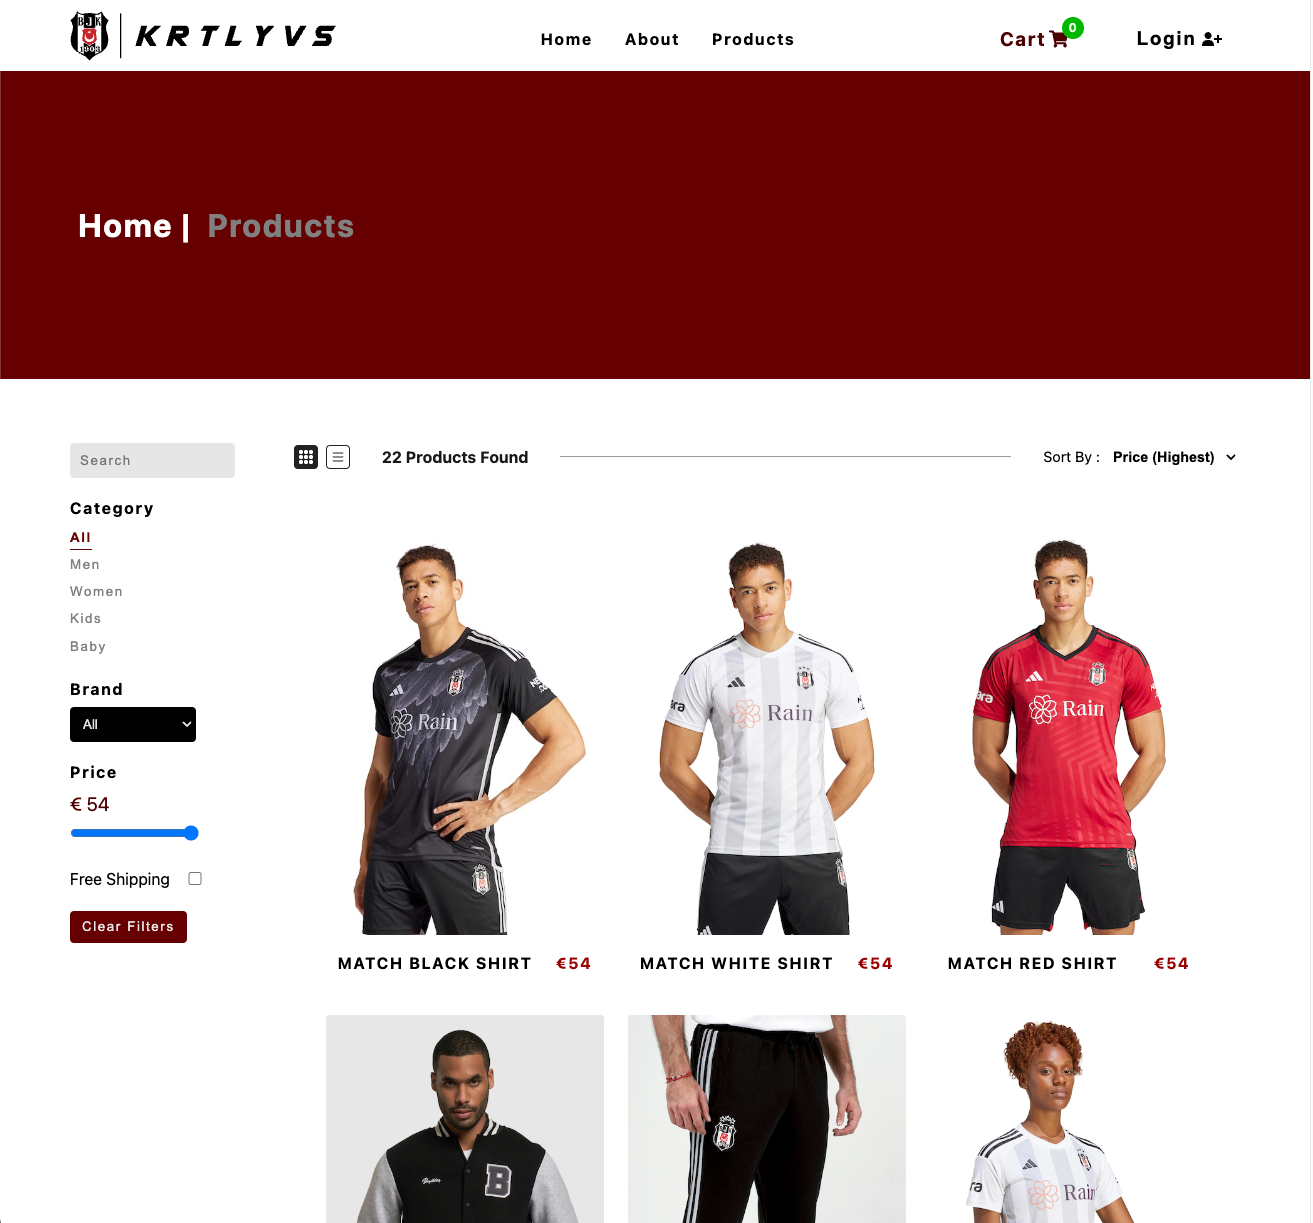 BJK
1903
KRTLYVS
Home
About
Products
Cart
0
Login
Home | Products
Search
22 Products Found
Sort By :
Price (Highest)
Category
All
Men
Women
Kids
Baby
Brand
All
Price
€ 54
Free Shipping
Clear Filters
Rain
Rain
Rain
MATCH BLACK SHIRT
€54
MATCH WHITE SHIRT
€54
MATCH RED SHIRT
€54
B
Rain